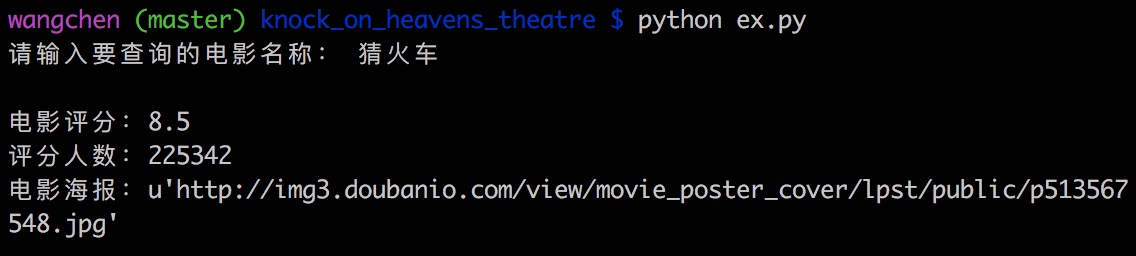 wangchen (master) knock_on_heavens_theatre $ python ex.py
请输入要查询的电影名称： 猜火车
电影评分：8.5
评分人数：225342
电影海报：u'http://img3.doubanio.com/view/movie_poster_cover/lpst/public/p513567
548.jpg'